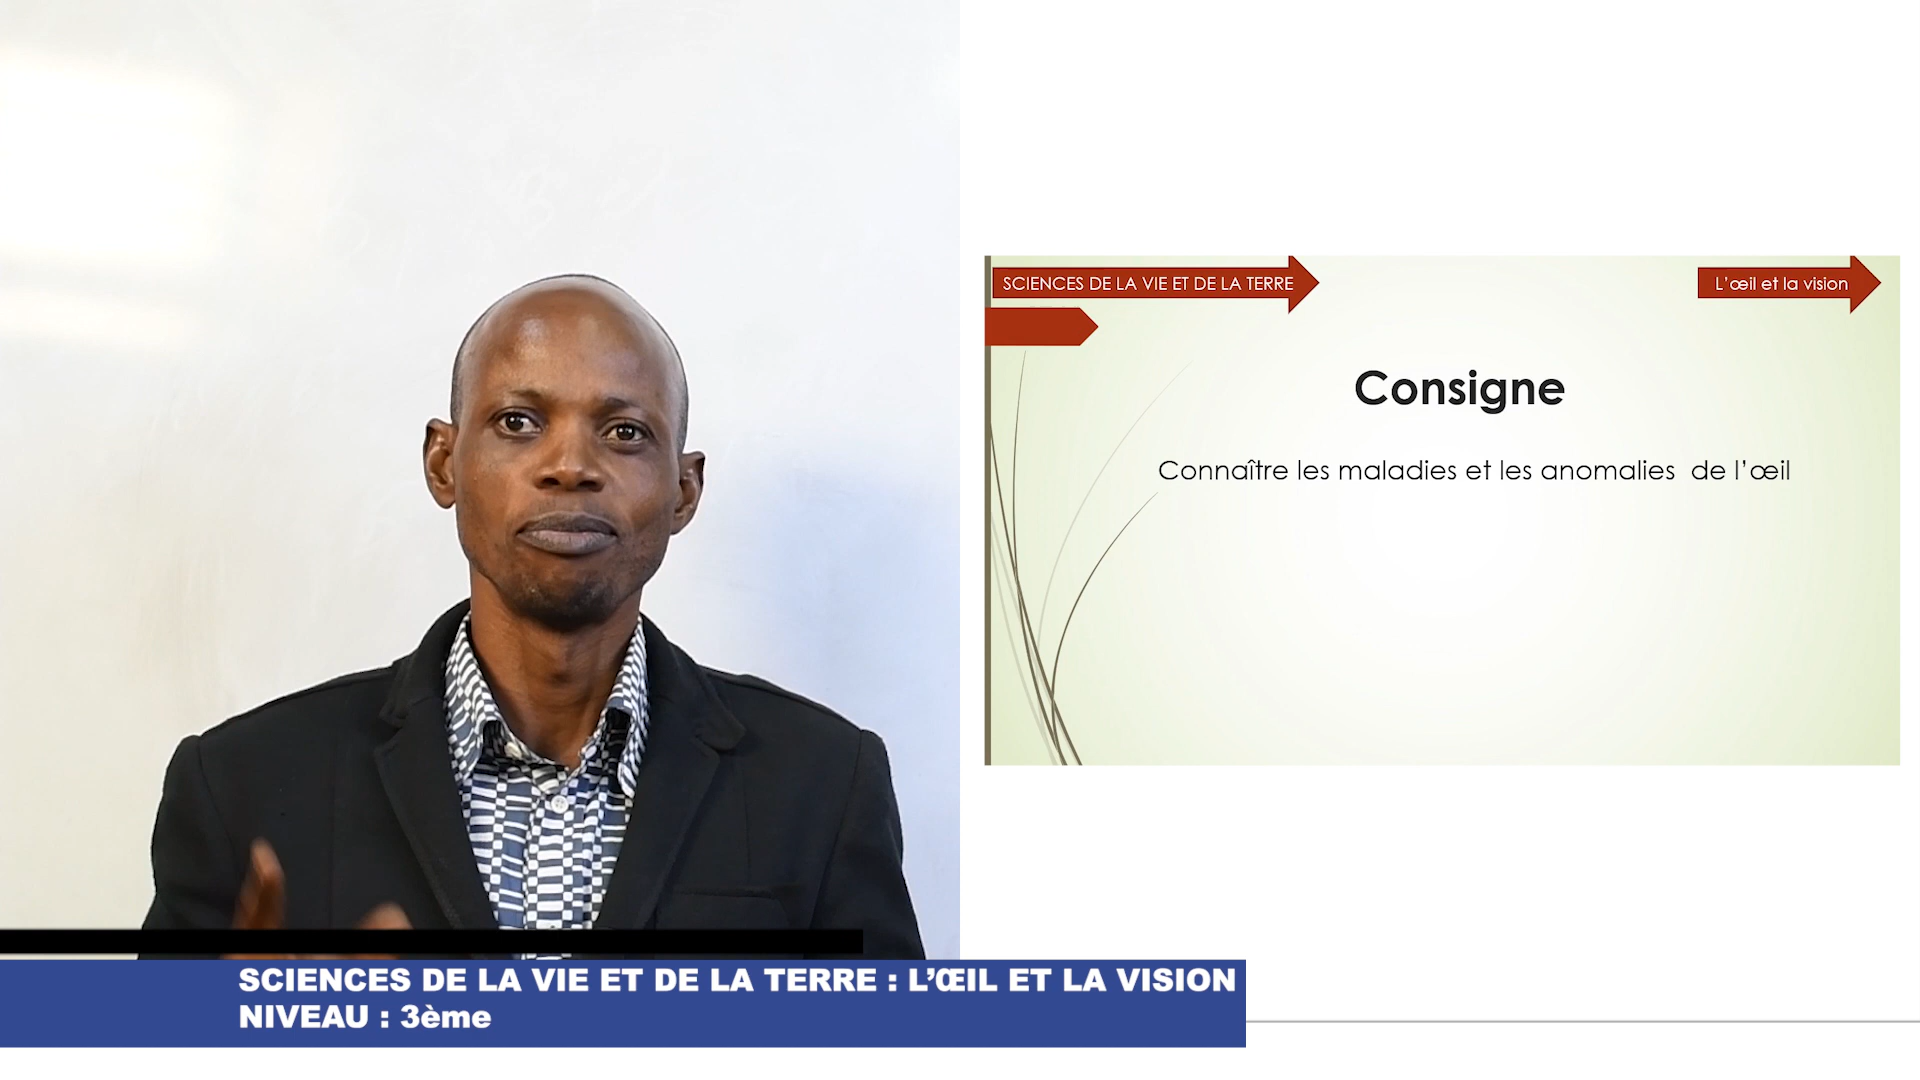 SCIENCES DE LA VIE ET DE LA TERRE
L'œil et la vision
Consigne
Connaître les maladies et les anomalies de l'œil
SCIENCES DE LA VIE ET DE LA TERRE : L'ŒIL ET LA VISION
NIVEAU : 3ème